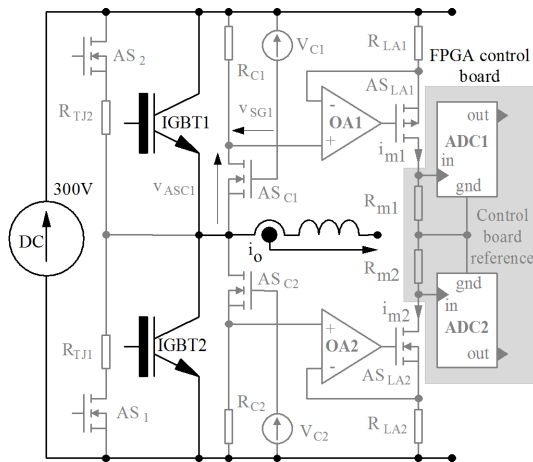 AS2
RC1
VC1
RLA1
FPGA control
board
ASLA1
RTJ2
IGBT1
vSG1
OA1
-
+
out
ADC1
in
gnd
im1
300V
vASC1
ASC1
Rm1
DC
io
Control
board
reference
ASC2
Rm2
im2
gnd
in
ADC2
out
RTJ1
IGBT2
+
OA2
-
ASLA2
AS1
RC2
VC2
RLA2